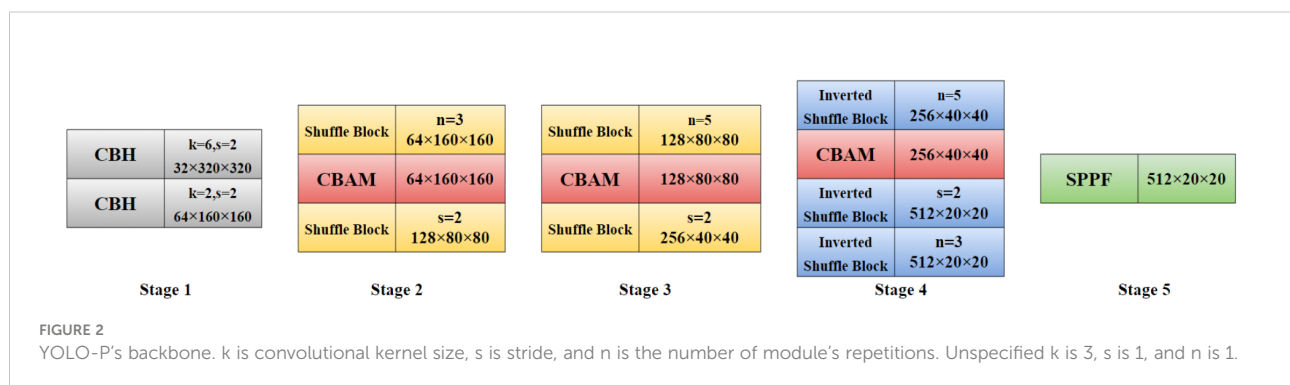 CBH
k=6,s=2
32×320×320
CBH
k=2,s=2
64×160×160
Stage 1
Shuffle Block
n=3
64×160×160
CBAM
64×160×160
Shuffle Block
s=2
128×80×80
Stage 2
Shuffle Block
n=5
128×80×80
CBAM
128×80×80
Shuffle Block
s=2
256×40×40
Stage 3
Inverted
Shuffle Block
n=5
256×40×40
CBAM
256×40×40
Inverted
Shuffle Block
s=2
512×20×20
Inverted
Shuffle Block
n=3
512×20×20
Stage 4
SPPF
512×20×20
Stage 5
FIGURE 2
YOLO-P's backbone. k is convolutional kernel size, s is stride, and n is the number of module's repetitions. Unspecified k is 3, s is 1, and n is 1.